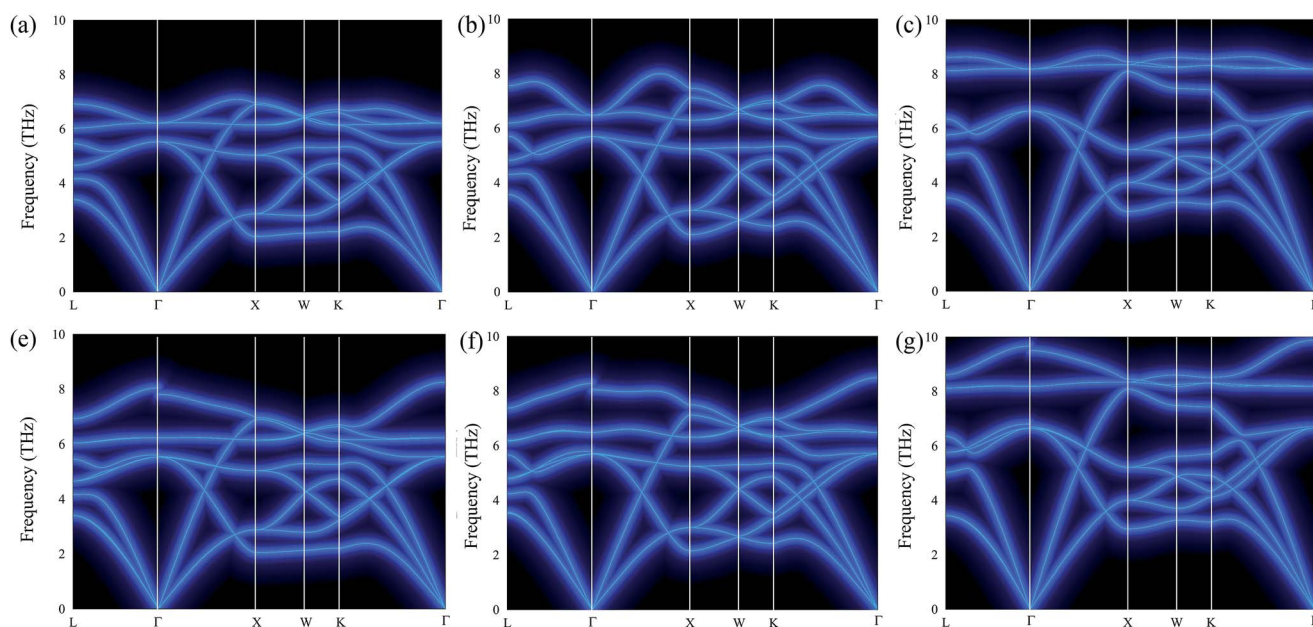 (a)
10
8
6
4
2
0
Frequency (THz)
L Γ X W K Γ
(b)
10
8
6
4
2
0
Frequency (THz)
L Γ X W K Γ
(c)
10
8
6
4
2
0
Frequency (THz)
L Γ X W K
(e)
10
8
6
4
2
0
Frequency (THz)
L Γ X W K Γ
(f)
10
8
6
4
2
0
Frequency (THz)
L Γ X W K Γ
(g)
10
8
6
4
2
0
Frequency (THz)
L Γ X W K